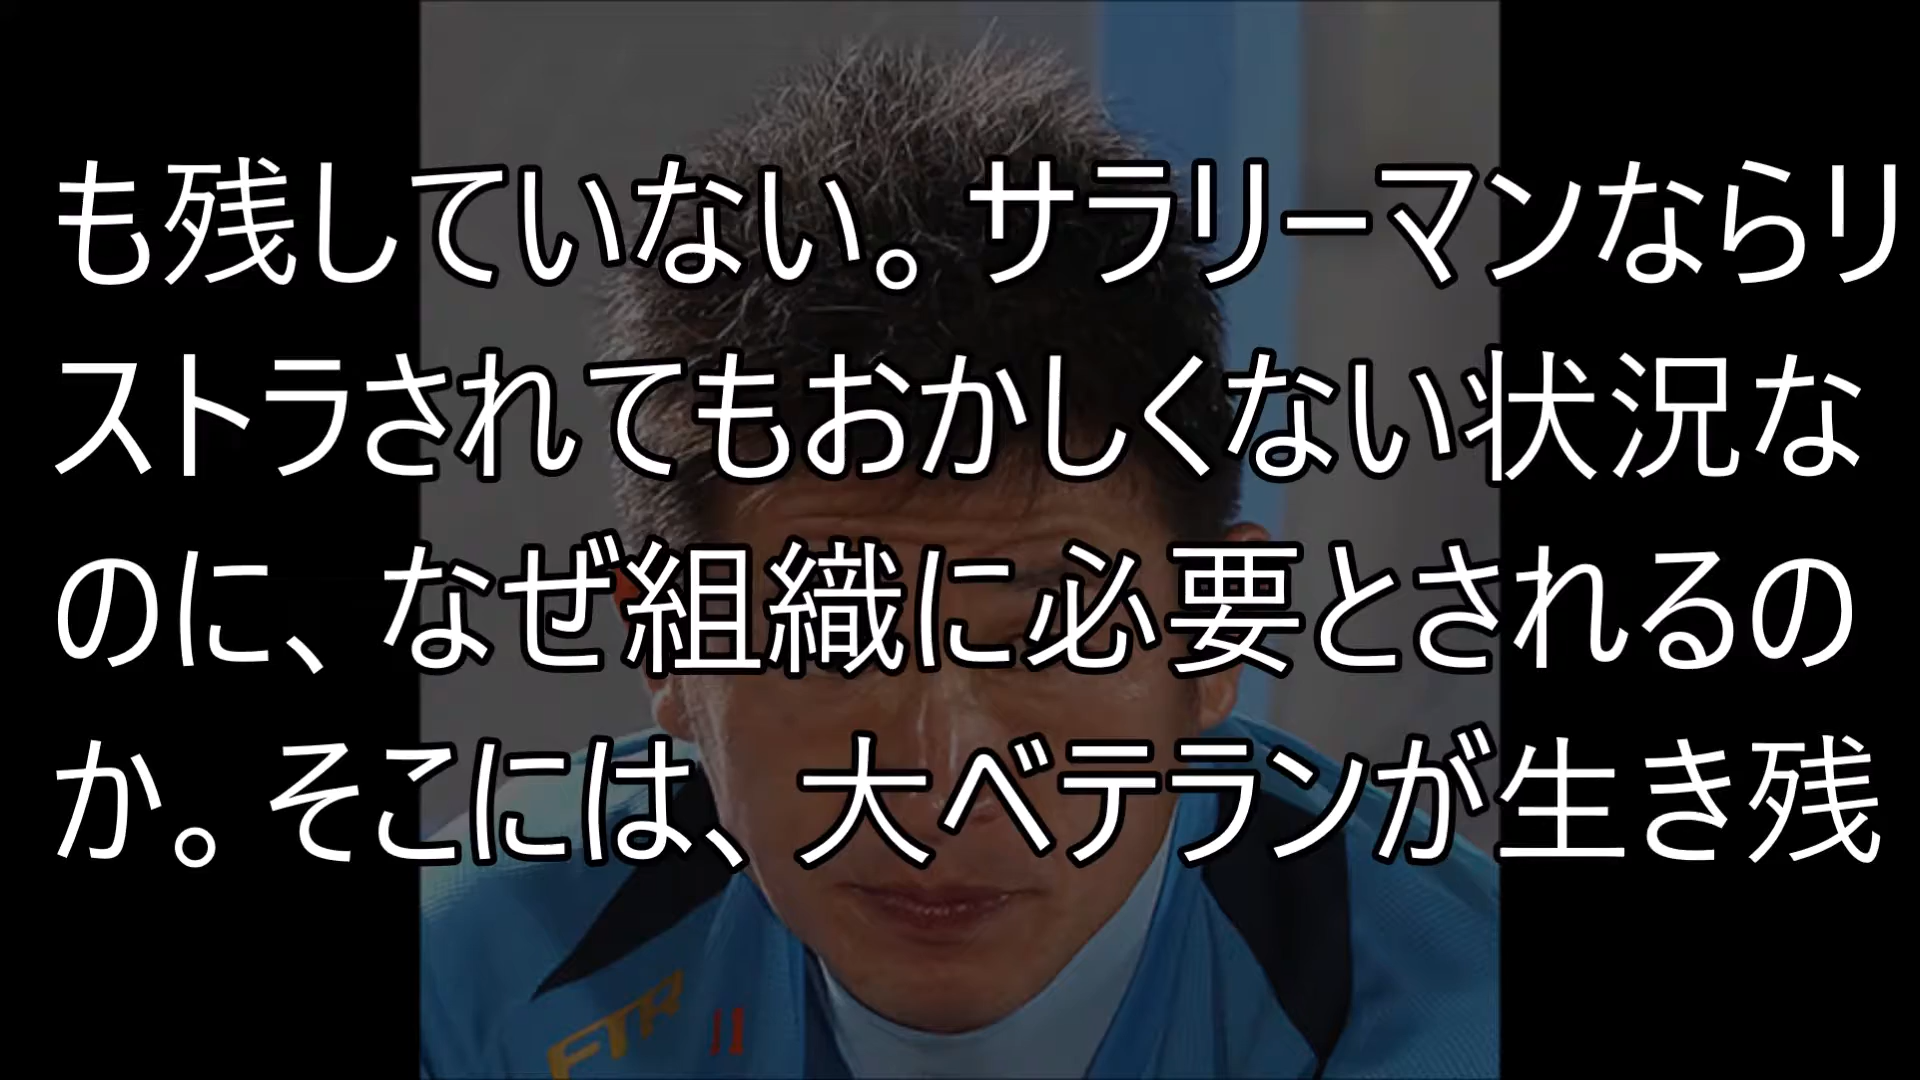 も残していない。サラリーマンならリ
ストラされてもおかしくない状況な
のに、なぜ組織に必要とされるの
か。そこには、大ベテランが生き残
FTR 11